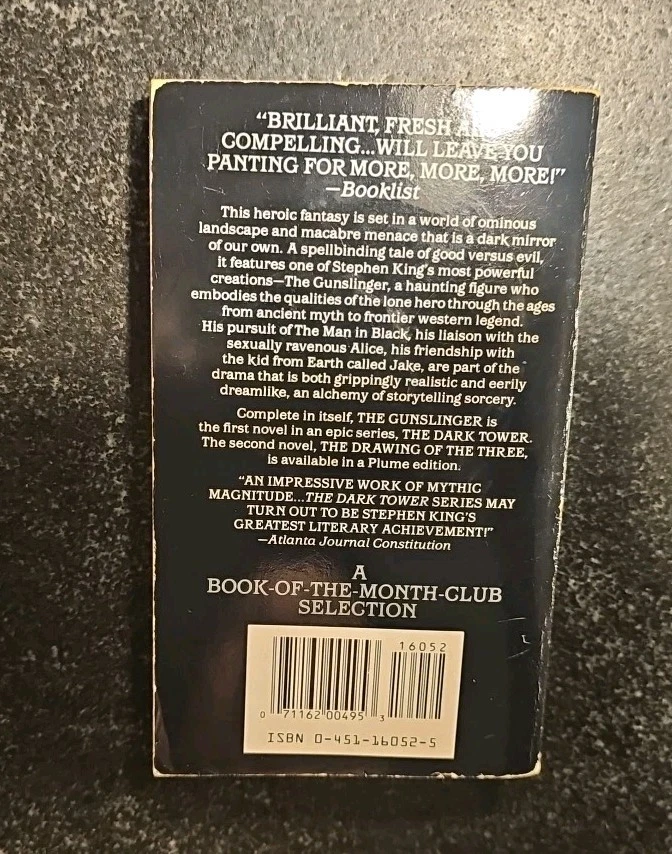 "BRILLIANT, FRESH
COMPELLING...WILL LEAVE YOU
PANTING FOR MORE, MORE, MORE!"
—Booklist
This heroic fantasy is set in a world of ominous
landscape and macabre menace that is a dark mirror
of our own. A spellbinding tale of good versus evil,
it features one of Stephen King's most powerful
creations—The Gunslinger, a haunting figure who
embodies the qualities of the lone hero through the ages
from ancient myth to frontier western legend.
His pursuit of The Man in Black, his liaison with the
sexually ravenous Alice, his friendship with
the kid from Earth called Jake, are part of the
drama that is both grippingly realistic and eerily
dreamlike, an alchemy of storytelling sorcery.
Complete in itself, THE GUNSLINGER is
the first novel in an epic series, THE DARK TOWER.
The second novel, THE DRAWING OF THE THREE,
is available in a Plume edition.
"AN IMPRESSIVE WORK OF MYTHIC
MAGNITUDE...THE DARK TOWER SERIES MAY
TURN OUT TO BE STEPHEN KING'S
GREATEST LITERARY ACHIEVEMENT!"
—Atlanta Journal Constitution
A
BOOK-OF-THE-MONTH-CLUB
SELECTION
16052
0 71162 00495 3
ISBN 0-451-16052-5